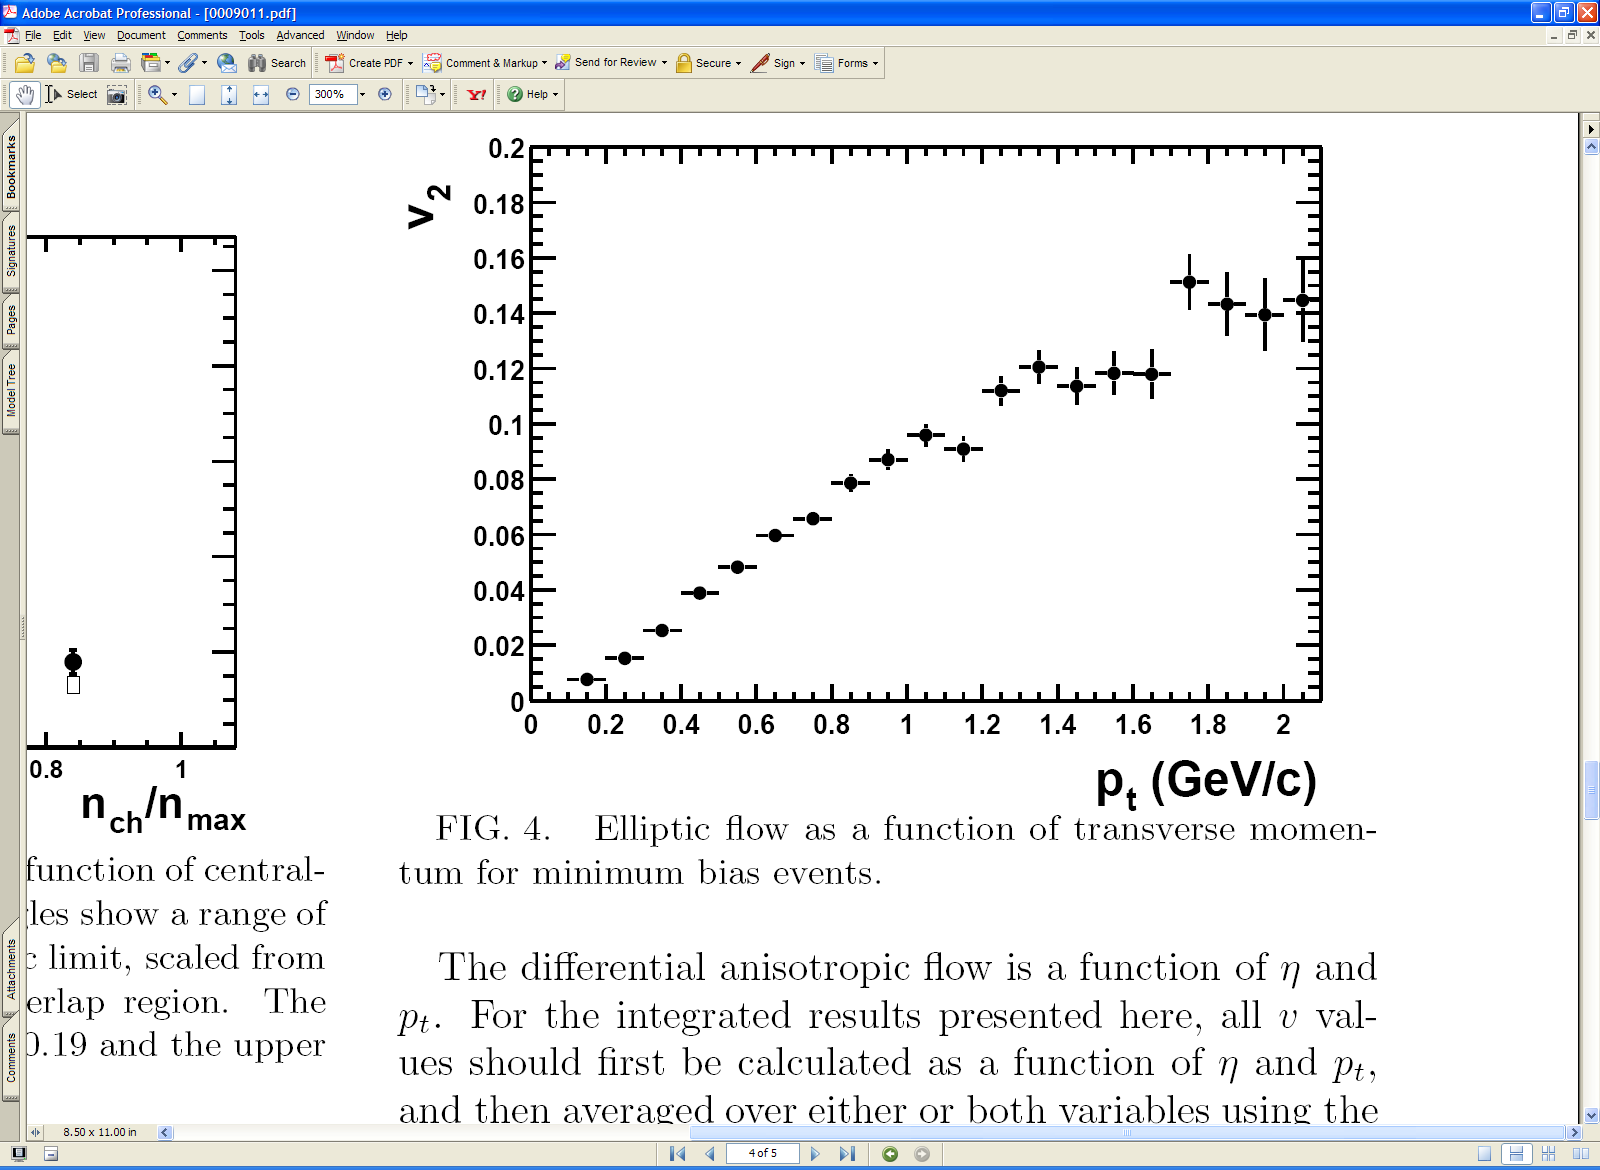 Adobe Acrobat Professional - [0009011.pdf]
File Edit View Document Comments Tools Advanced Window Help
Search Create PDF Comment & Markup Send for Review Secure Sign Forms
Select 300% Y! Help
Bookmarks
Signatures
Pages
Model Tree
Attachments
Comments
0.8 1
n_ch/n_max
function of central-
gles show a range of
c limit, scaled from
erlap region. The
0.19 and the upper
v_2
0.2
0.18
0.16
0.14
0.12
0.1
0.08
0.06
0.04
0.02
0
0 0.2 0.4 0.6 0.8 1 1.2 1.4 1.6 1.8 2
p_t (GeV/c)
FIG. 4. Elliptic flow as a function of transverse momen-
tum for minimum bias events.
The differential anisotropic flow is a function of η and
p_t. For the integrated results presented here, all v val-
ues should first be calculated as a function of η and p_t,
and then averaged over either or both variables using the
8.50 x 11.00 in
4 of 5